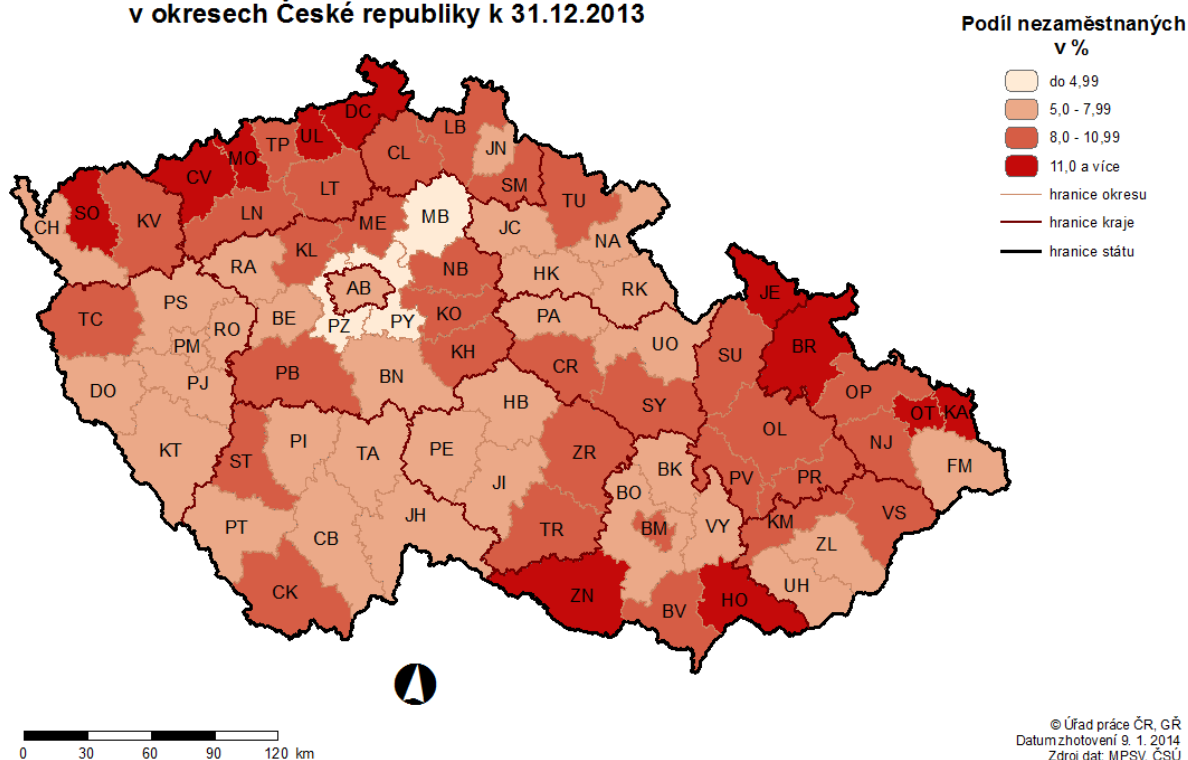 v okresech České republiky k 31.12.2013
Podíl nezaměstnaných
v %
do 4,99
5,0 - 7,99
8,0 - 10,99
11,0 a více
hranice okresu
hranice kraje
hranice státu
DC
LB
UL
TP
MO
JN
CL
CV
LT
SM
TU
SO
KV
LN
MB
ME
JC
CH
NA
KL
RA
NB
HK
AB
RK
JE
PS
TC
KO
PA
BE
PZ
PY
RO
PM
UO
BR
SU
KH
CR
PB
BN
PJ
DO
OP
HB
SY
OT
KA
OL
PI
TA
PE
ZR
NJ
KT
ST
BK
FM
JI
PV
PR
BO
VS
JH
PT
TR
BM
VY
KM
CB
ZL
UH
CK
ZN
HO
BV
0 30 60 90 120 km
© Úřad práce ČR, GŘ
Datum zhotovení 9. 1. 2014
Zdroj dat: MPSV, ČSÚ